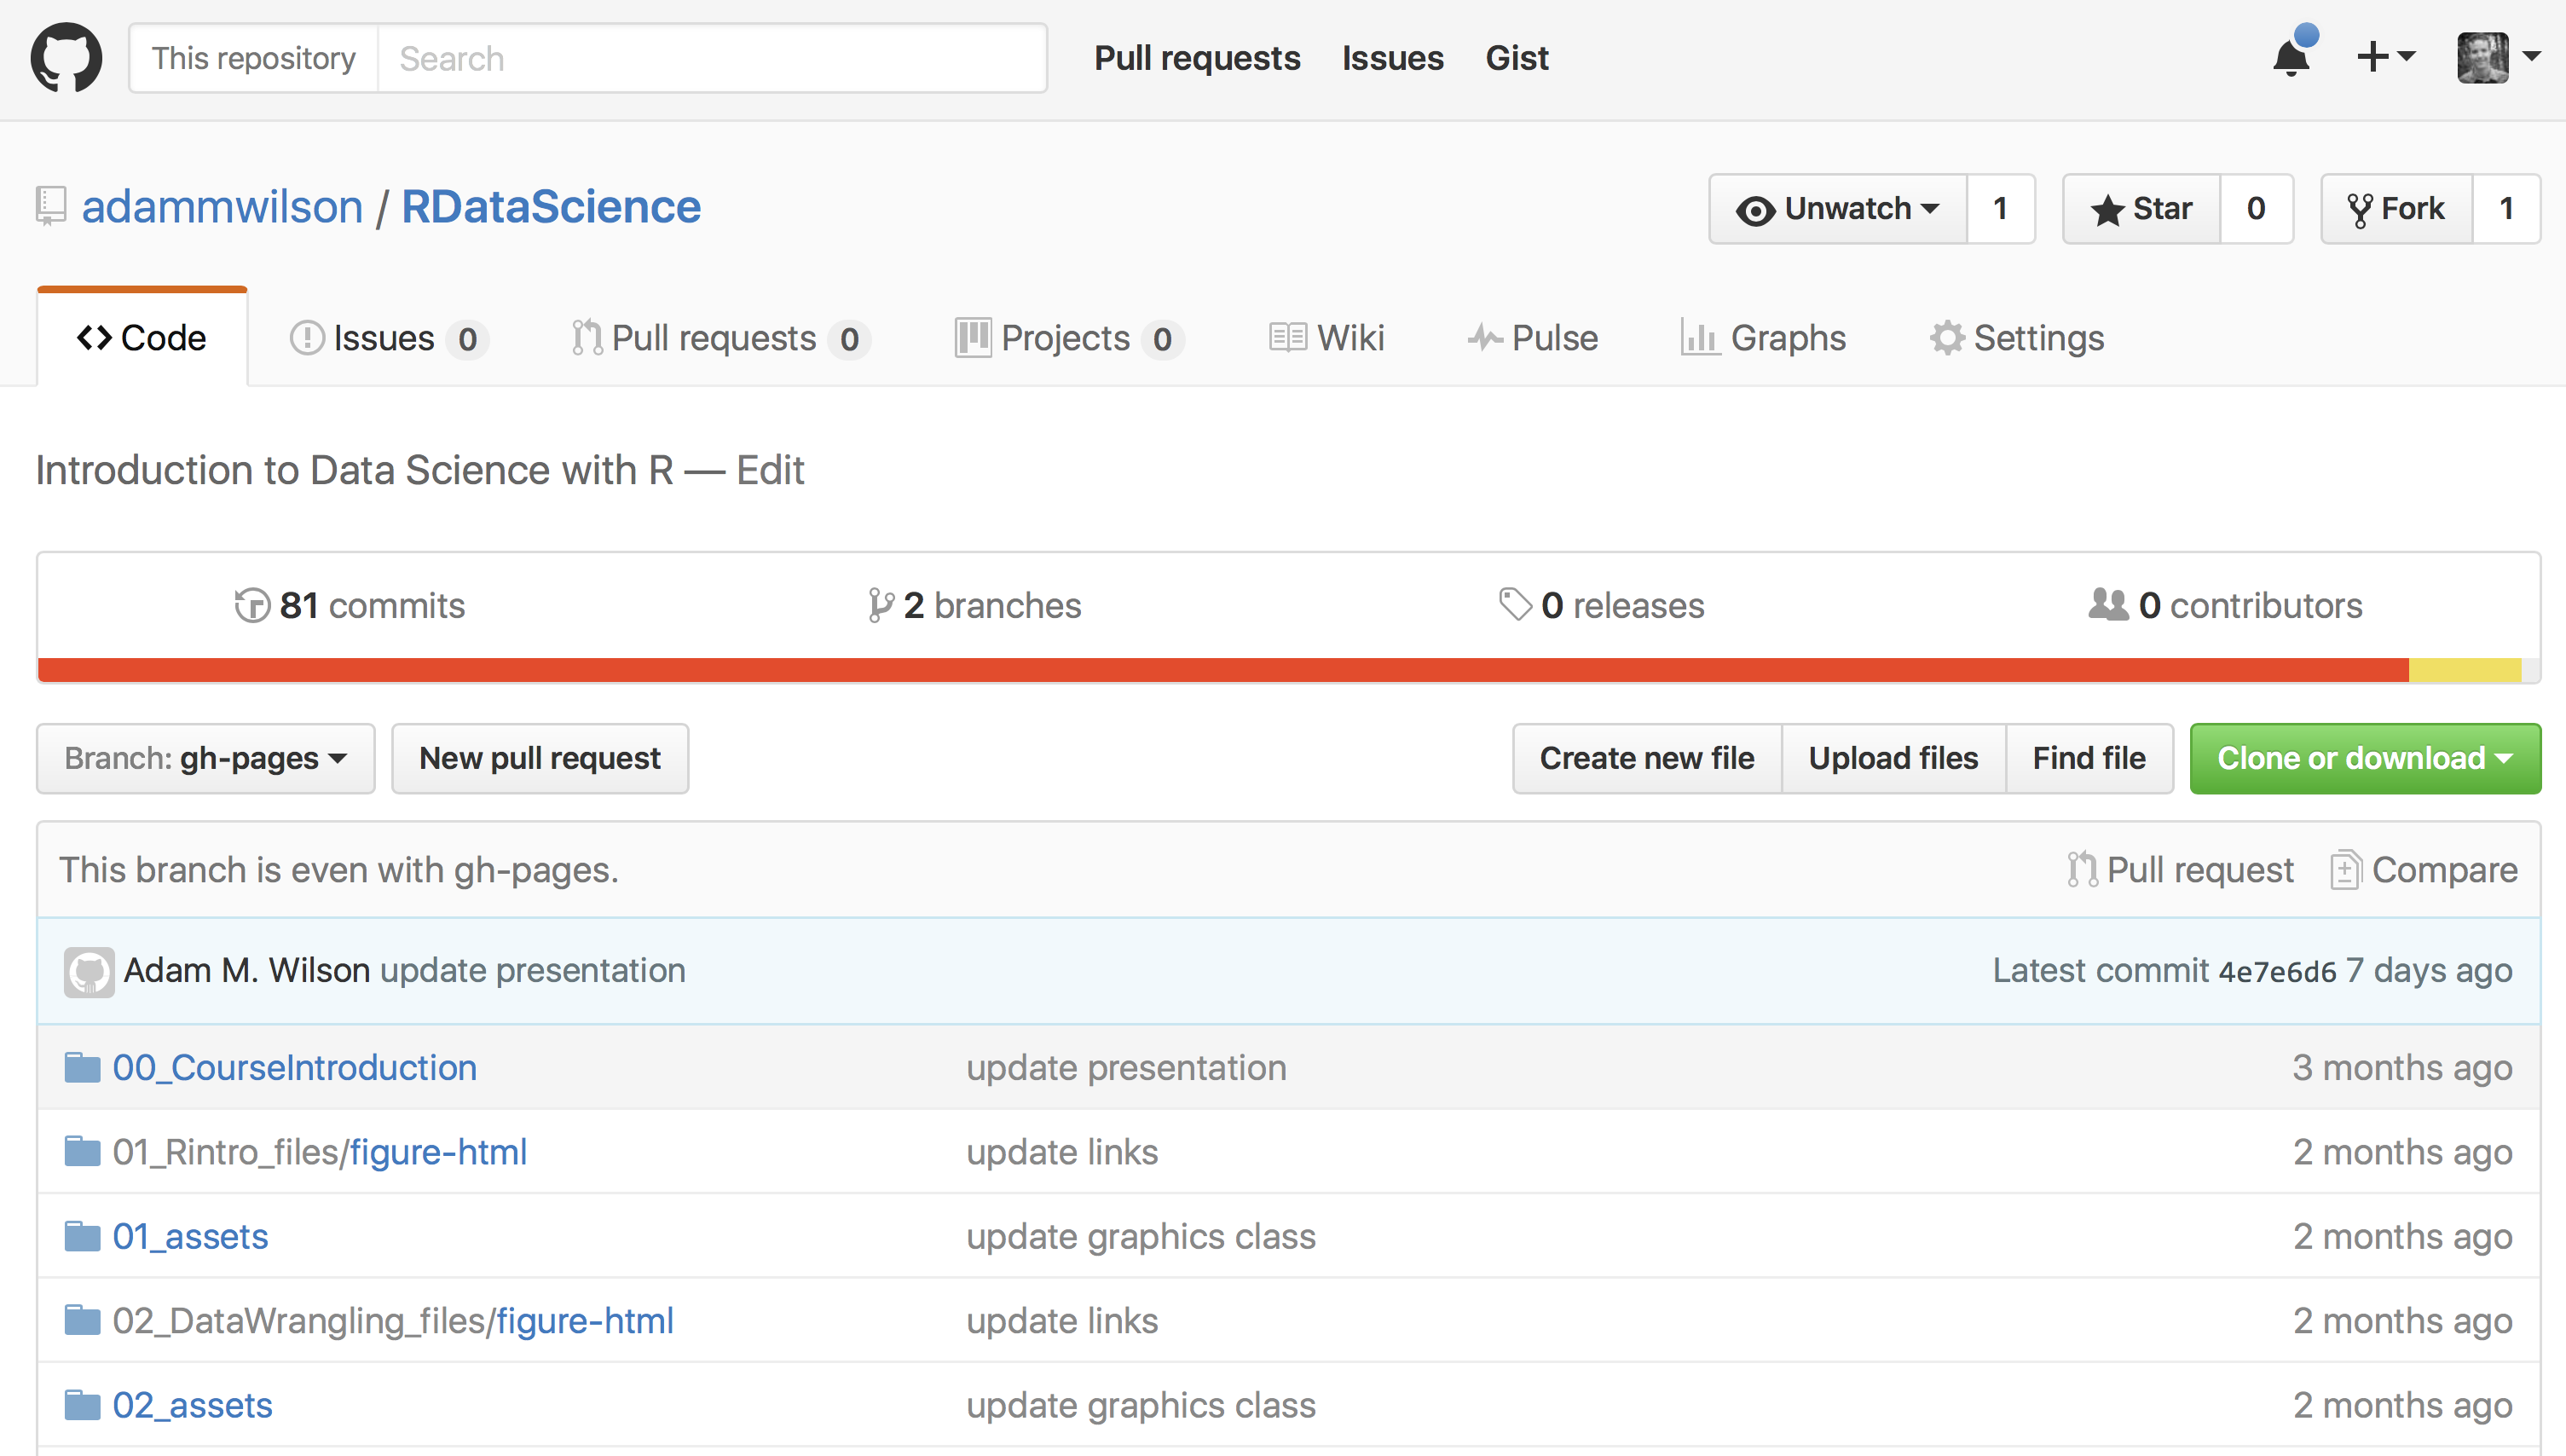 This repository Search Pull requests Issues Gist
adammwilson / RDataScience Unwatch 1 Star 0 Fork 1
Code Issues 0 Pull requests 0 Projects 0 Wiki Pulse Graphs Settings
Introduction to Data Science with R — Edit
81 commits 2 branches 0 releases 0 contributors
Branch: gh-pages New pull request Create new file Upload files Find file Clone or download
This branch is even with gh-pages. Pull request Compare
Adam M. Wilson update presentation Latest commit 4e7e6d6 7 days ago
00_CourseIntroduction update presentation 3 months ago
01_Rintro_files/figure-html update links 2 months ago
01_assets update graphics class 2 months ago
02_DataWrangling_files/figure-html update links 2 months ago
02_assets update graphics class 2 months ago